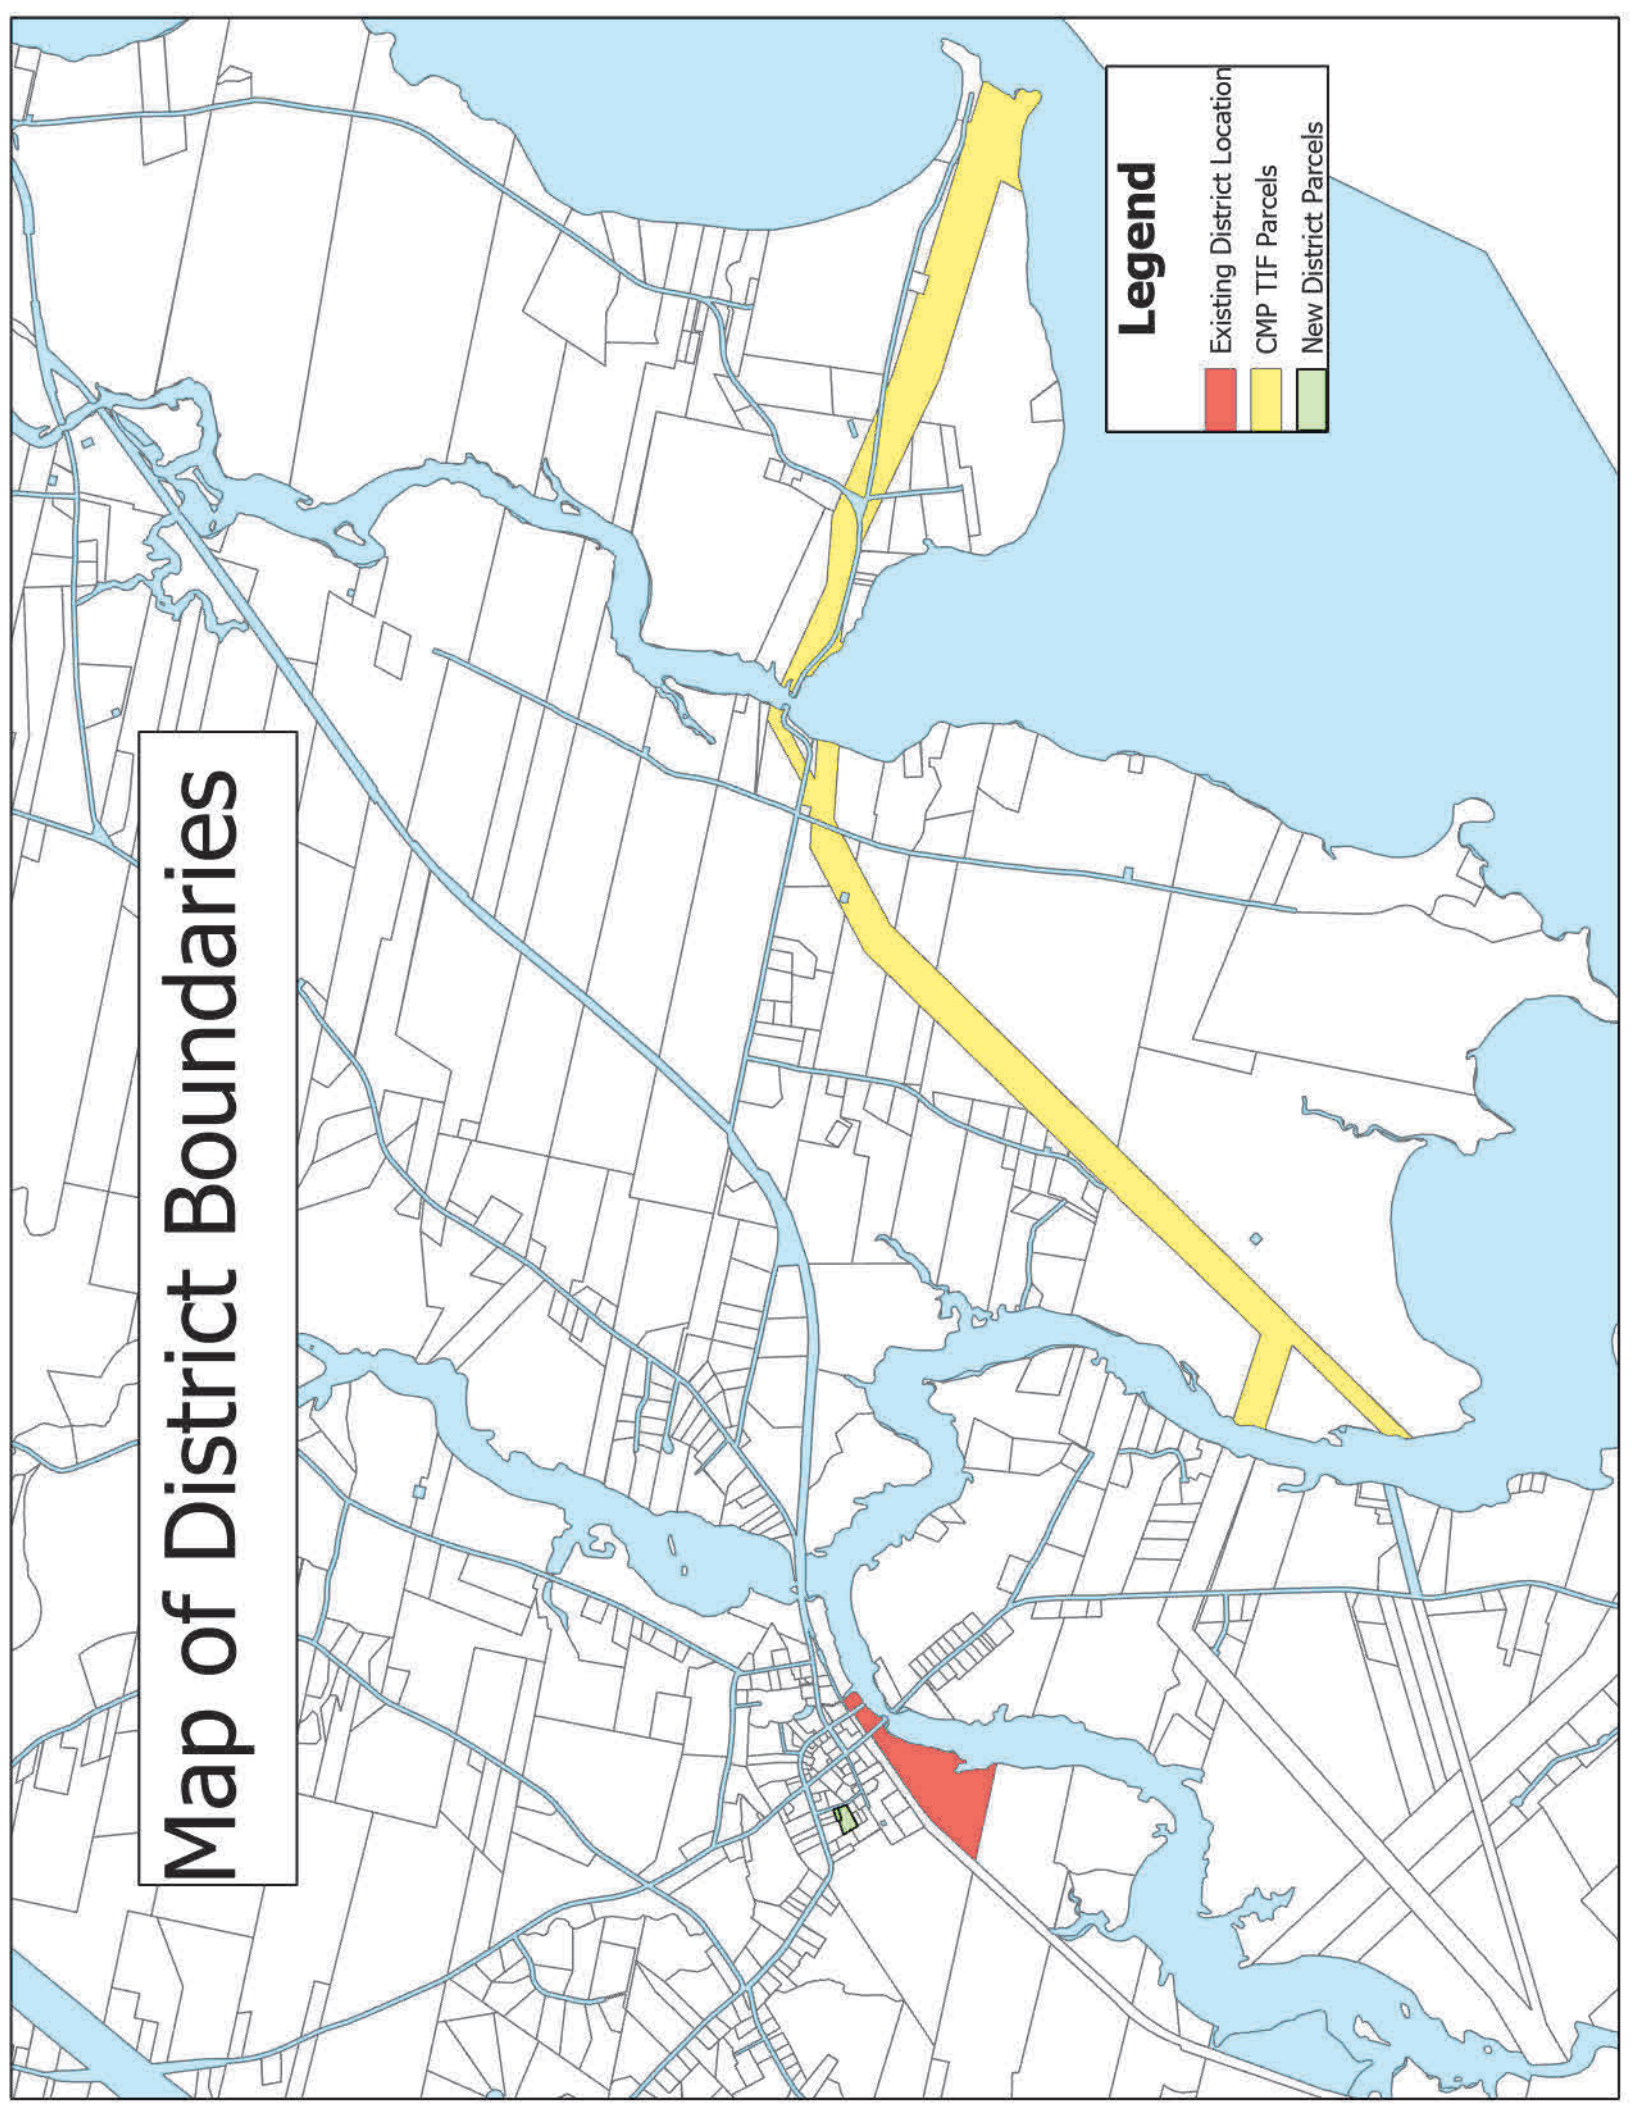 Map of District Boundaries
Legend
Existing District Location
CMP TIF Parcels
New District Parcels